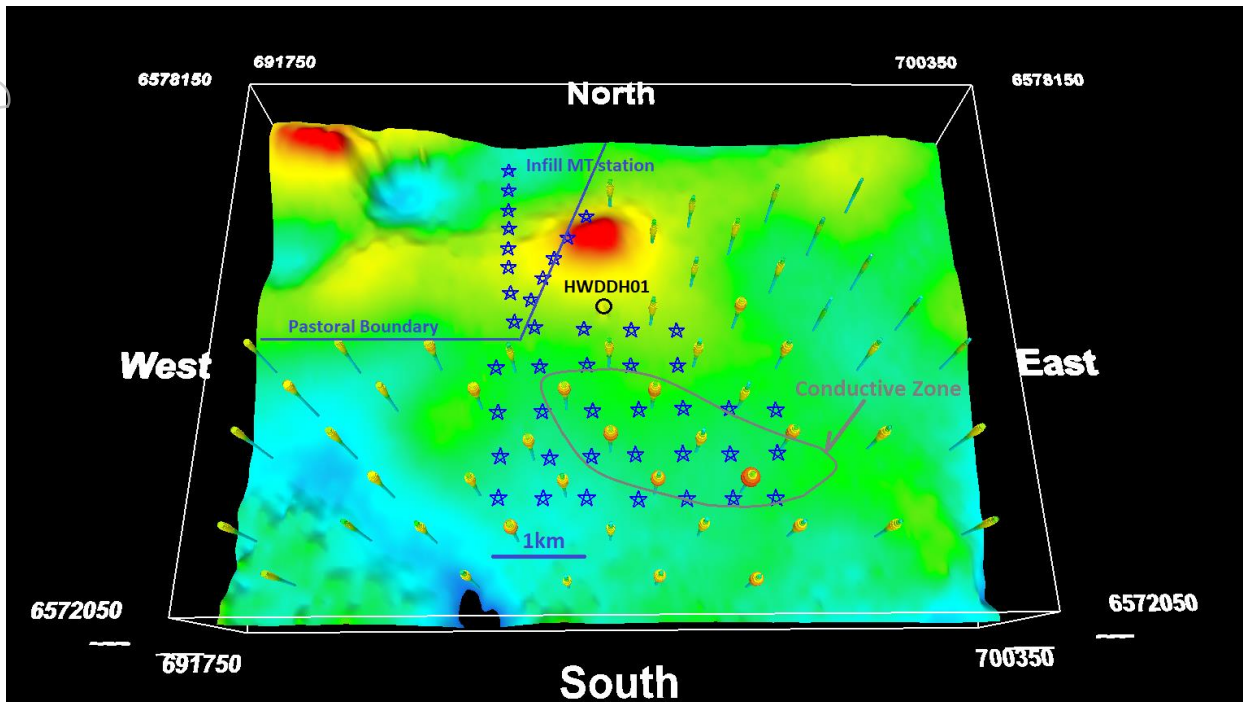 691750
700350
6578150
North
6578150
Infill MT station
HWDDH01
Pastoral Boundary
West
East
Conductive Zone
1km
6572050
6572050
691750
700350
South